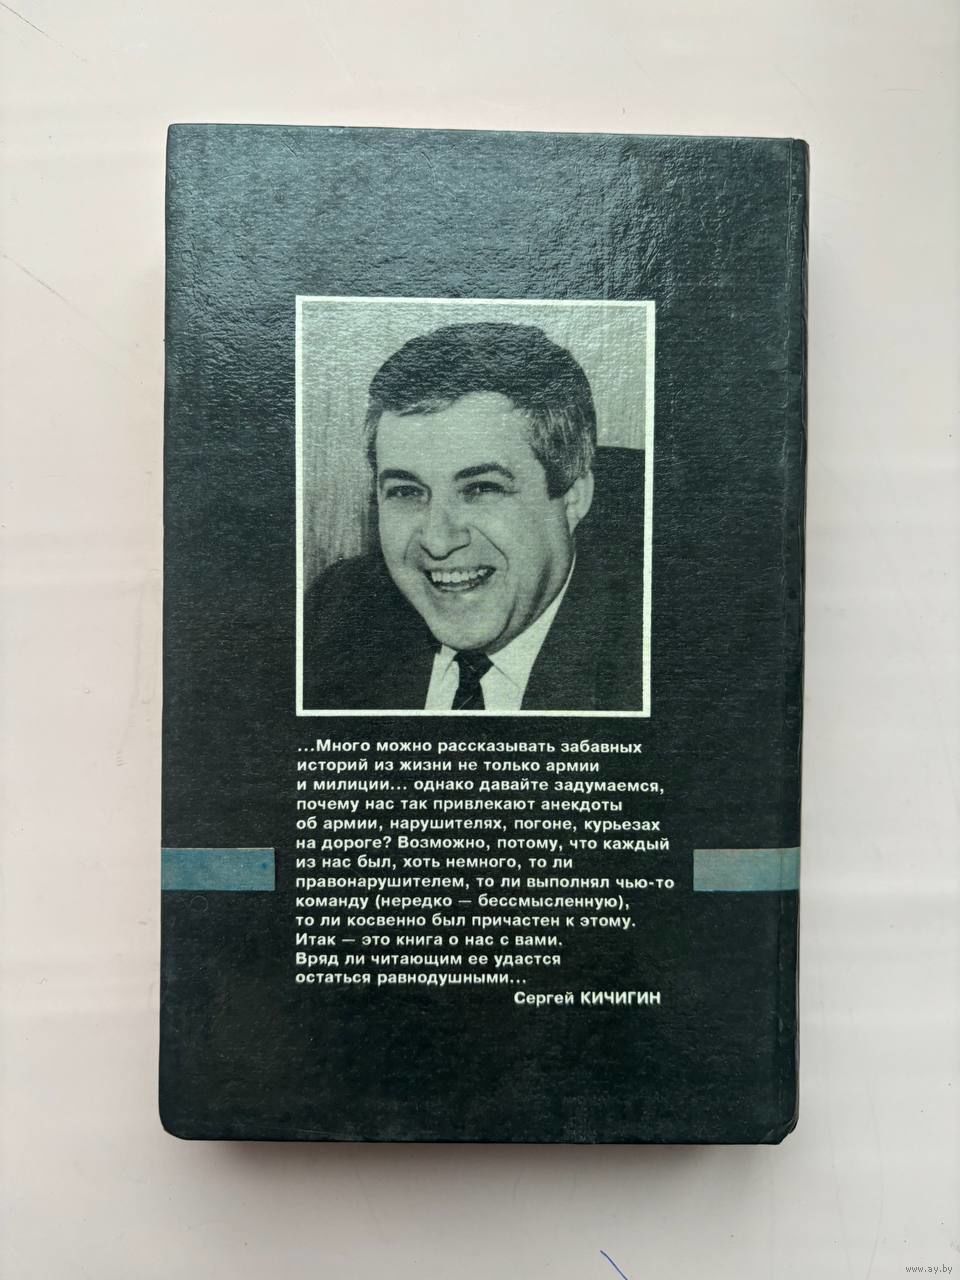 ...Много можно рассказывать забавных
историй из жизни не только армии
и милиции... однако давайте задумаемся,
почему нас так привлекают анекдоты
об армии, нарушителях, погоне, курьезах
на дороге? Возможно, потому, что каждый
из нас был, хоть немного, то ли
правонарушителем, то ли выполнял чью-то
команду (нередко — бессмысленную),
то ли косвенно был причастен к этому.
Итак — это книга о нас с вами.
Вряд ли читающим ее удастся
остаться равнодушными...
Сергей КИЧИГИН
www.ay.by